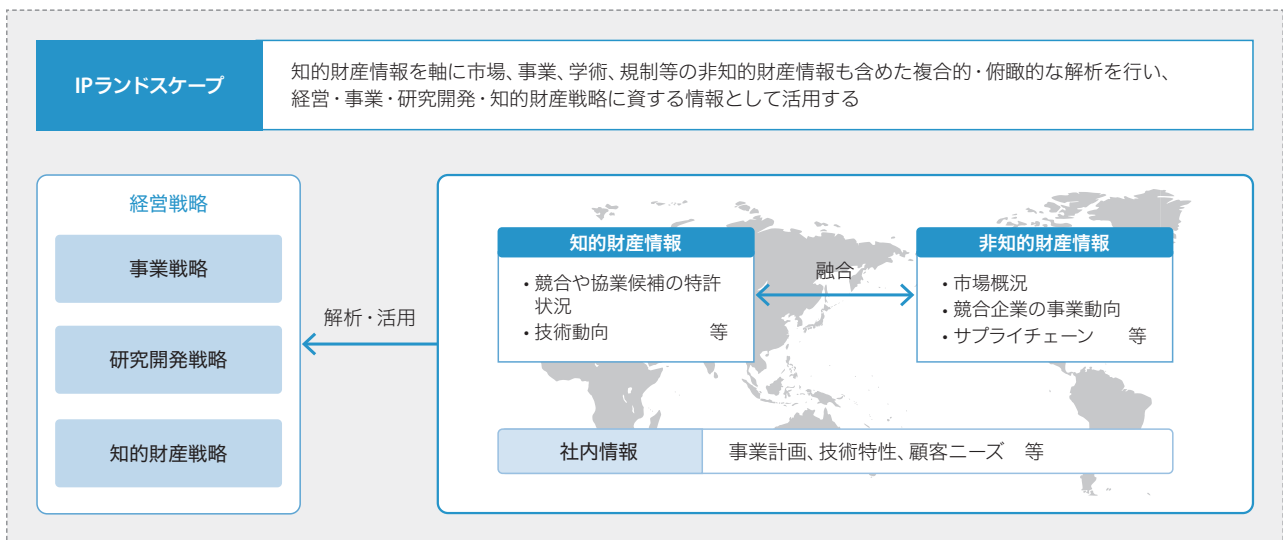 IPランドスケープ
知的財産情報を軸に市場、事業、学術、規制等の非知的財産情報も含めた複合的・俯瞰的な解析を行い、
経営・事業・研究開発・知的財産戦略に資する情報として活用する
経営戦略
事業戦略
研究開発戦略
知的財産戦略
解析・活用
知的財産情報
・競合や協業候補の特許
状況
・技術動向 等
融合
非知的財産情報
・市場概況
・競合企業の事業動向
・サプライチェーン 等
社内情報
事業計画、技術特性、顧客ニーズ 等